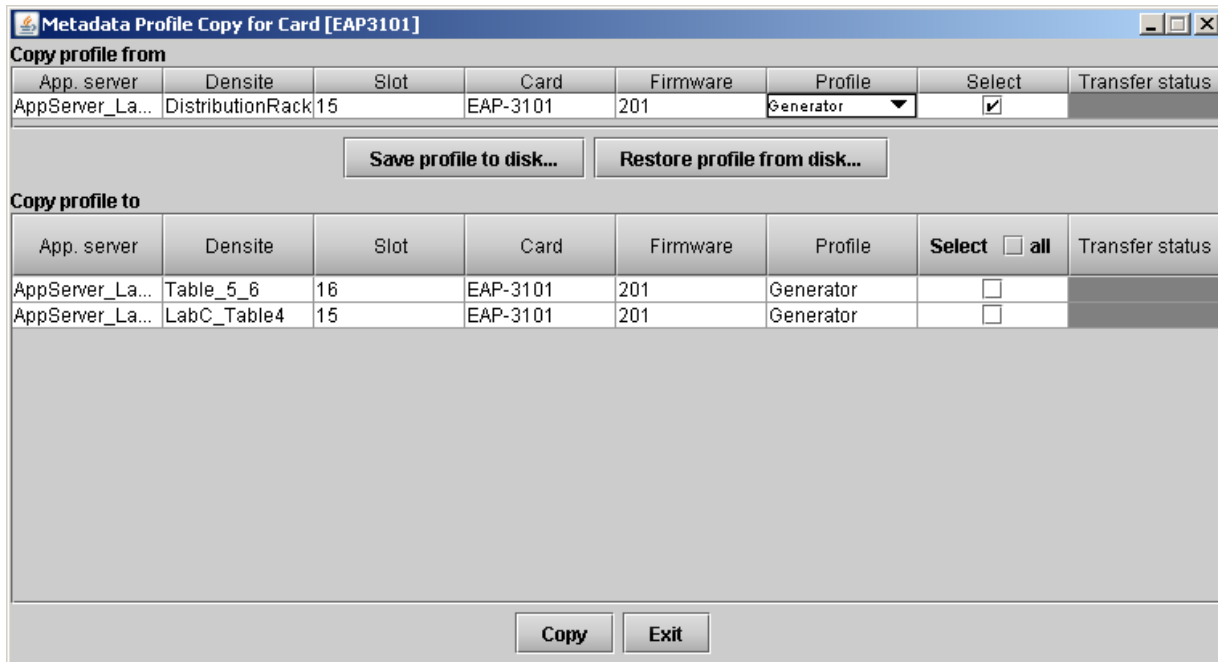 Metadata Profile Copy for Card [EAP3101]
Copy profile from
App. server Densite Slot Card Firmware Profile Select Transfer status
AppServer_La... DistributionRack 15 EAP-3101 201 Generator
Save profile to disk... Restore profile from disk...
Copy profile to
App. server Densite Slot Card Firmware Profile Select all Transfer status
AppServer_La... Table_5_6 16 EAP-3101 201 Generator
AppServer_La... LabC_Table4 15 EAP-3101 201 Generator
Copy Exit